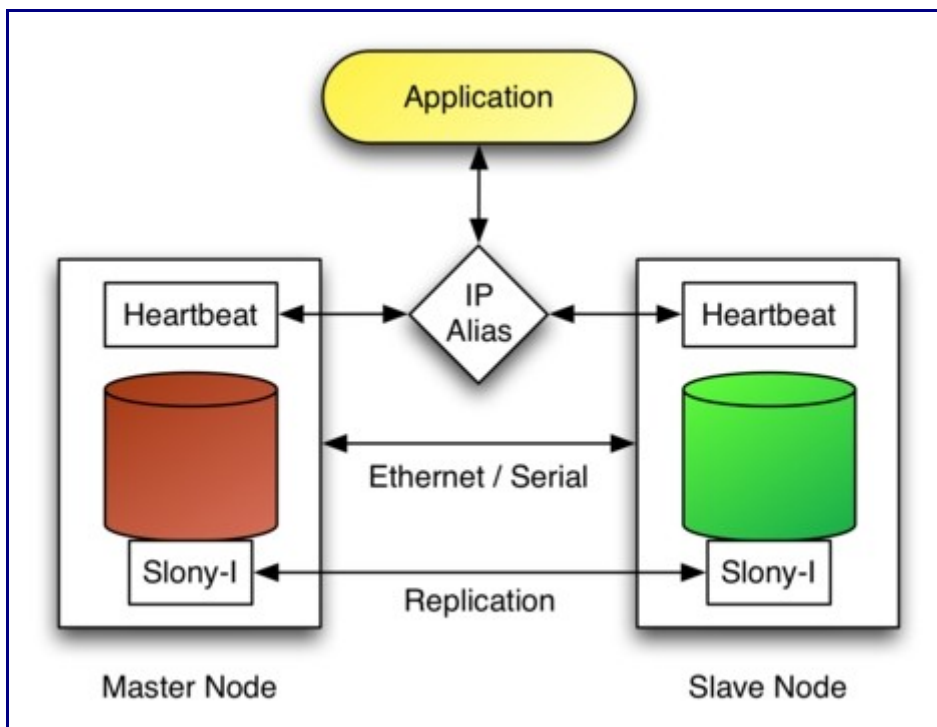 Application
IP
Alias
Heartbeat
Heartbeat
Ethernet / Serial
Slony-I
Slony-I
Replication
Master Node
Slave Node